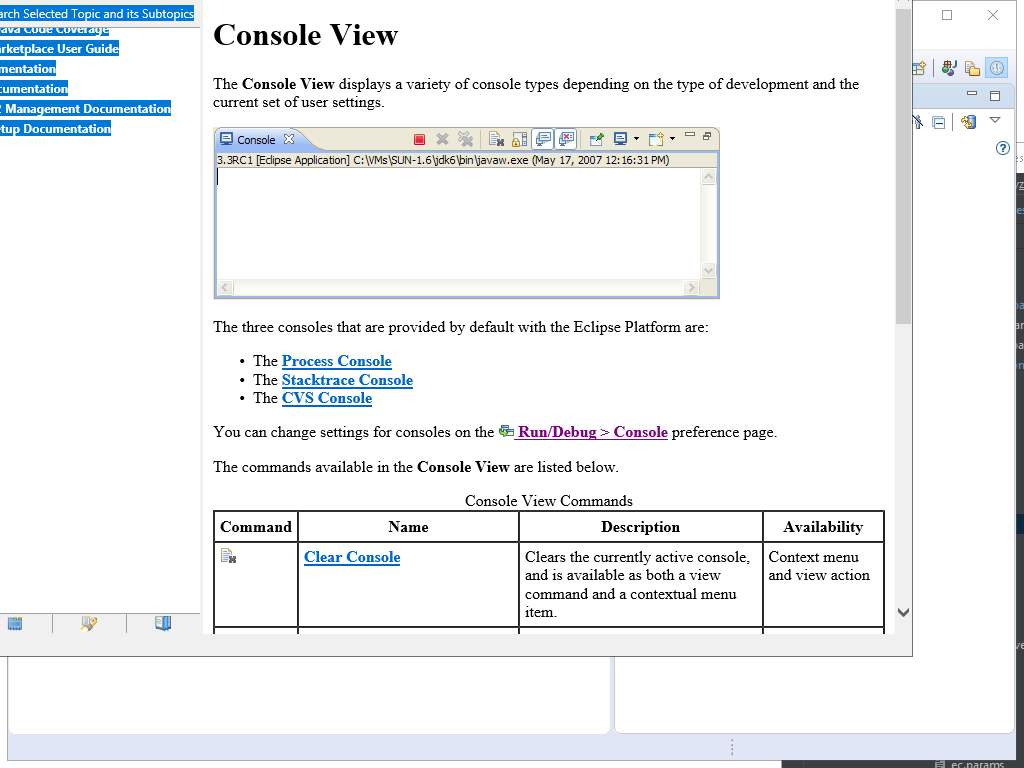 arch Selected Topic and its Subtopics
Java Code Coverage
arketplace User Guide
mentation
cumentation
2 Management Documentation
etup Documentation
Console View
The Console View displays a variety of console types depending on the type of development and the
current set of user settings.
Console
3.3RC1 [Eclipse Application] C:\VMs\SUN-1.6\jdk6\bin\javaw.exe (May 17, 2007 12:16:31 PM)
The three consoles that are provided by default with the Eclipse Platform are:
• The Process Console
• The Stacktrace Console
• The CVS Console
You can change settings for consoles on the Run/Debug > Console preference page.
The commands available in the Console View are listed below.
Console View Commands
Command Name Description Availability
Clear Console
Clears the currently active console,
and is available as both a view
command and a contextual menu
item.
Context menu
and view action
ec.params